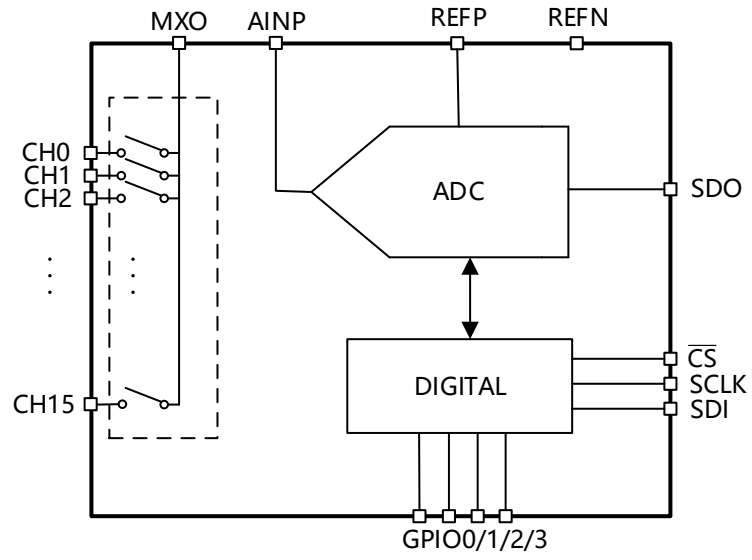 MXO AINP REFP REFN
CH0
CH1
CH2
ADC
SDO
CS
SCLK
SDI
DIGITAL
CH15
GPIO0/1/2/3